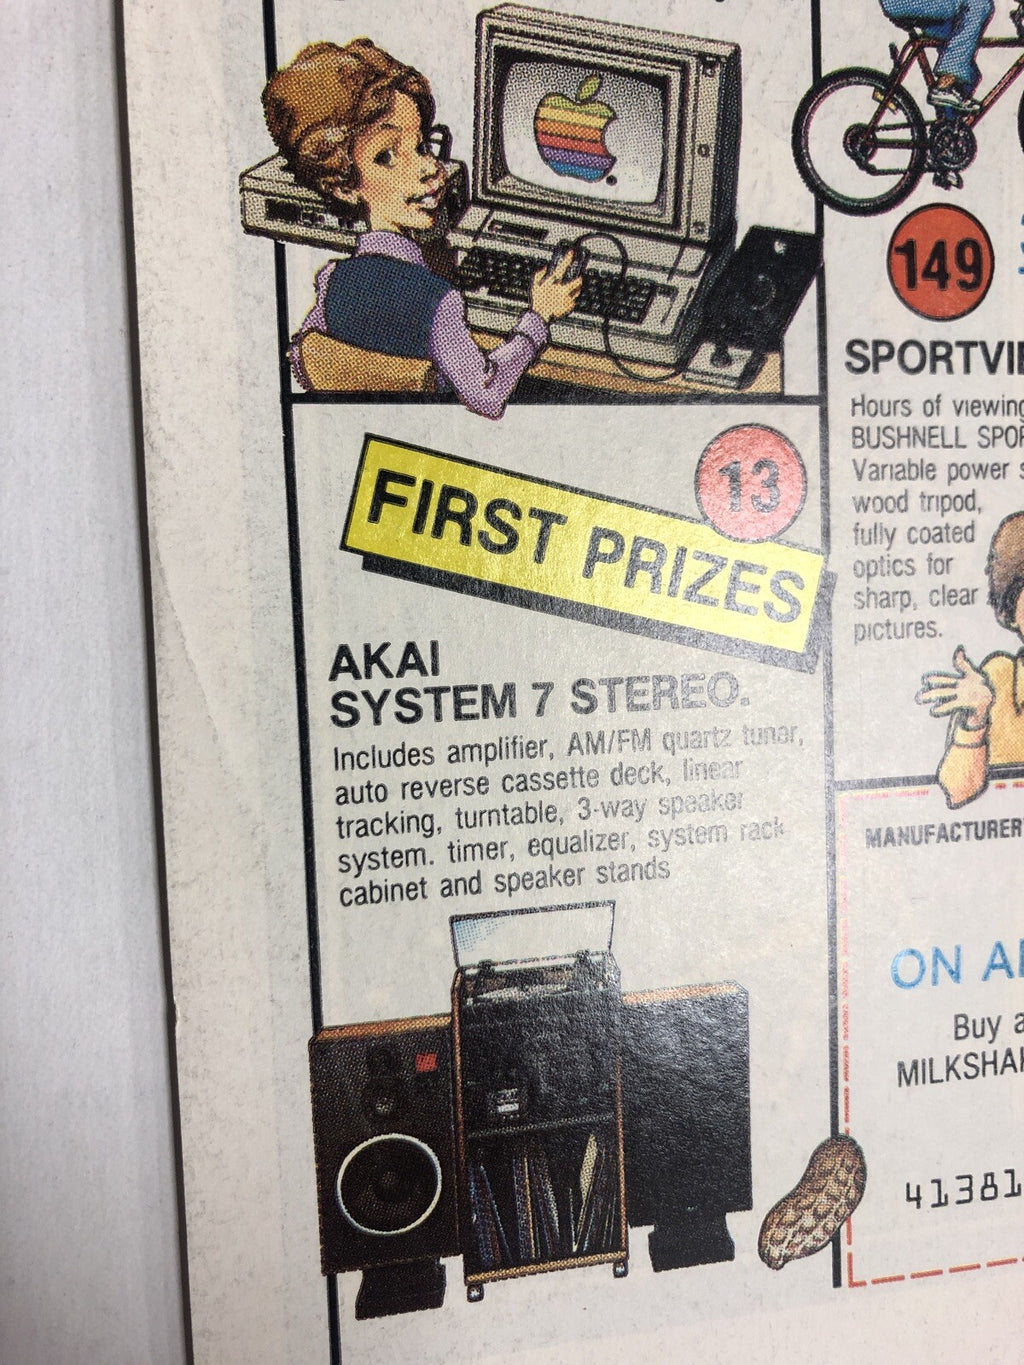 149
SPORTVIE
Hours of viewing
BUSHNELL SPOR
Variable power s
wood tripod,
fully coated
optics for
sharp, clear
pictures.
13
FIRST PRIZES
AKAI
SYSTEM 7 STEREO.
Includes amplifier, AM/FM quartz tuner,
auto reverse cassette deck, linear
tracking, turntable, 3-way speaker
system. timer, equalizer, system rack
cabinet and speaker stands
MANUFACTURER'
ON A
Buy a
MILKSHAK
41381